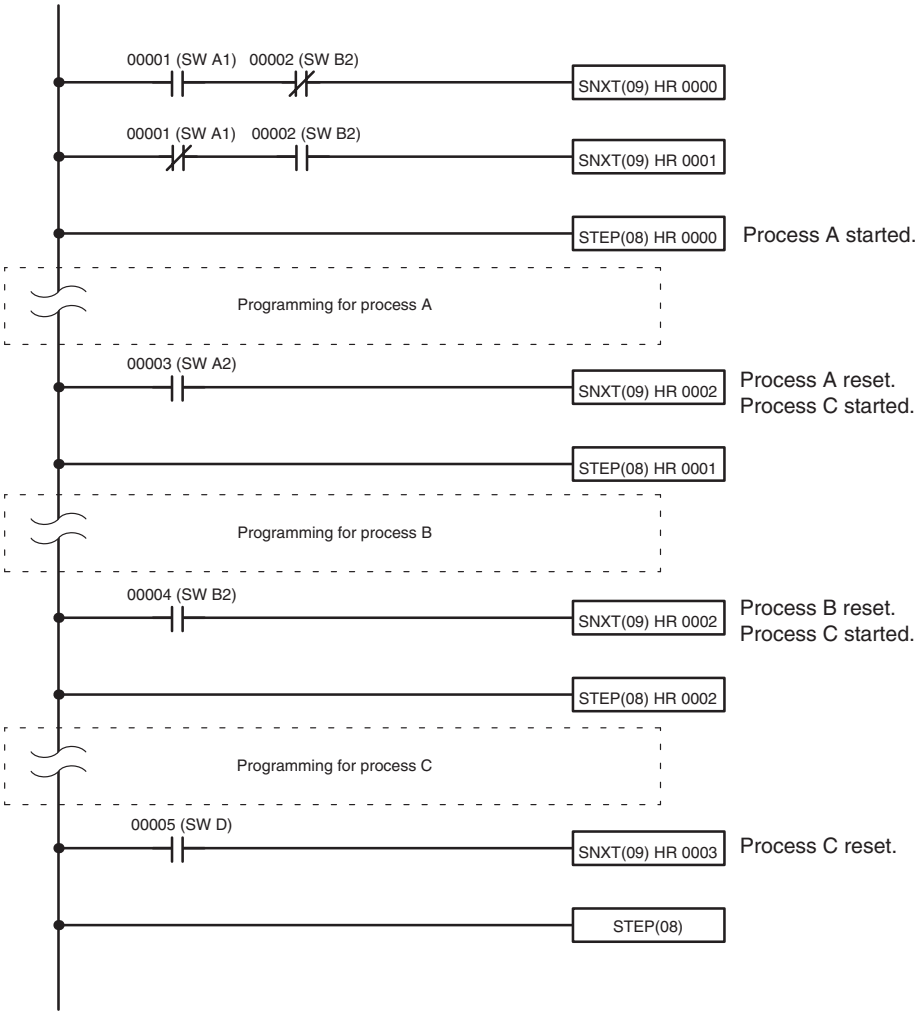 00001 (SW A1) 00002 (SW B2)
SNXT(09) HR 0000
00001 (SW A1) 00002 (SW B2)
SNXT(09) HR 0001
STEP(08) HR 0000 Process A started.
Programming for process A
00003 (SW A2)
SNXT(09) HR 0002
Process A reset.
Process C started.
STEP(08) HR 0001
Programming for process B
00004 (SW B2)
SNXT(09) HR 0002
Process B reset.
Process C started.
STEP(08) HR 0002
Programming for process C
00005 (SW D)
SNXT(09) HR 0003 Process C reset.
STEP(08)